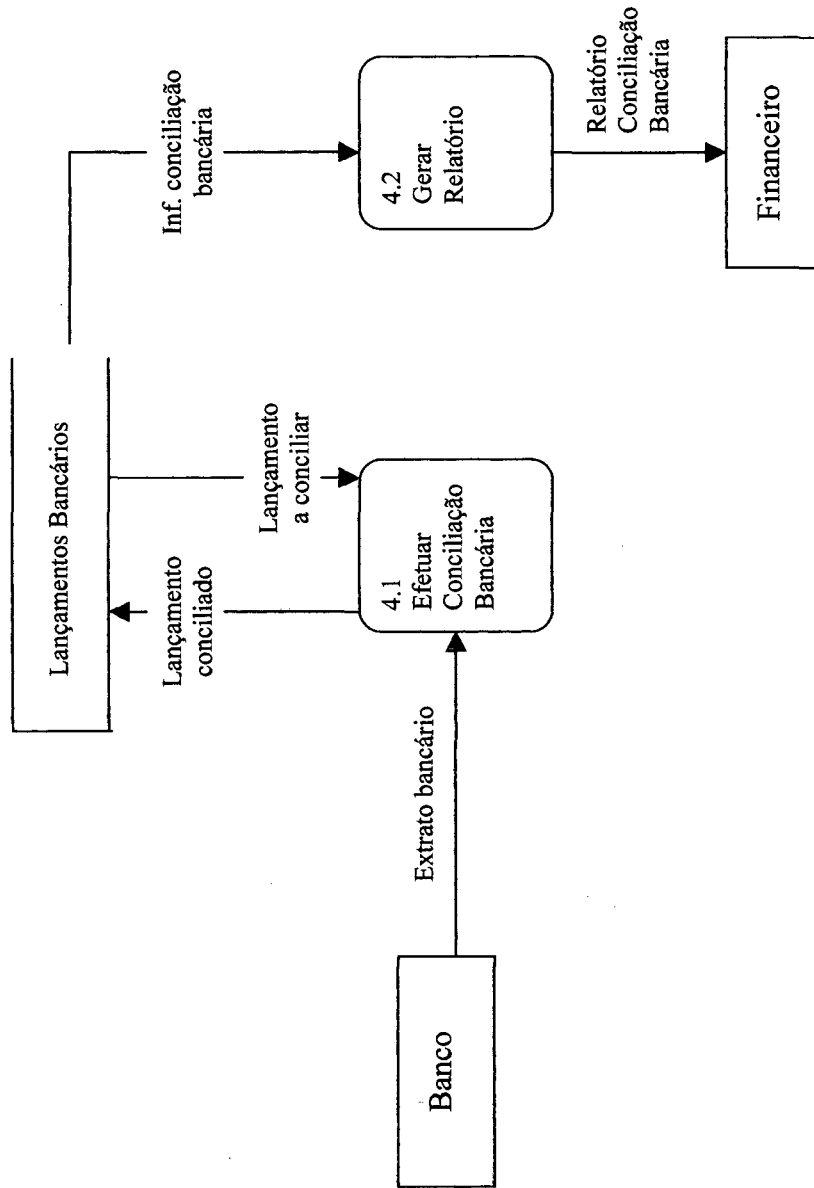 Lançamentos Bancários
Lançamento
conciliado
Lançamento
a conciliar
Inf. conciliação
bancária
Banco
Extrato bancário
4.1
Efetuar
Conciliação
Bancária
4.2
Gerar
Relatório
Relatório
Conciliação
Bancária
Financeiro